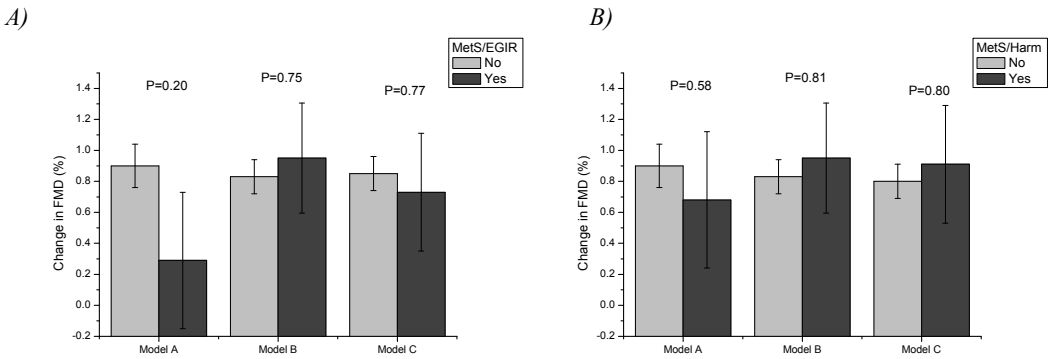 A)
MetS/EGIR
No
Yes
P=0.20
P=0.75
P=0.77
1.4
1.2
1.0
0.8
0.6
0.4
0.2
0.0
-0.2
Change in FMD (%)
Model A
Model B
Model C
B)
MetS/Harm
No
Yes
P=0.58
P=0.81
P=0.80
1.4
1.2
1.0
0.8
0.6
0.4
0.2
0.0
-0.2
Change in FMD (%)
Model A
Model B
Model C